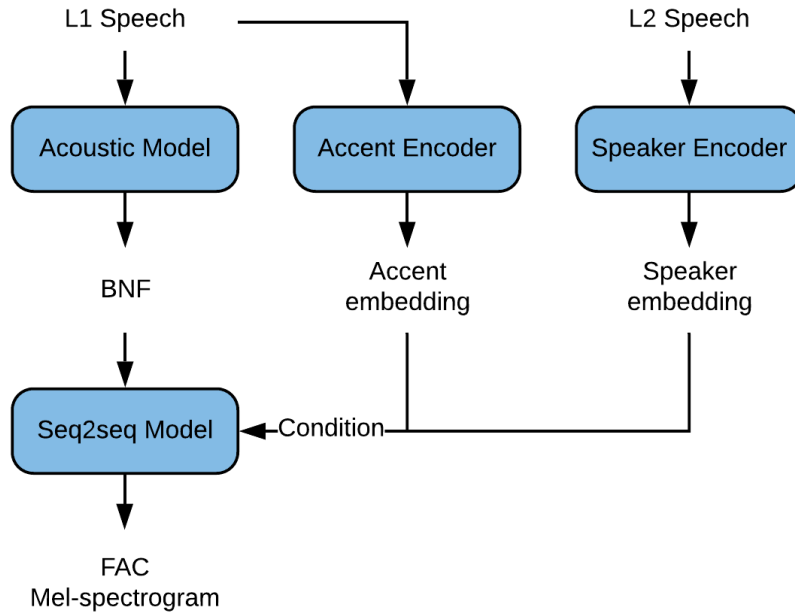 L1 Speech
L2 Speech
Acoustic Model
Accent Encoder
Speaker Encoder
BNF
Accent
embedding
Speaker
embedding
Seq2seq Model
Condition
FAC
Mel-spectrogram